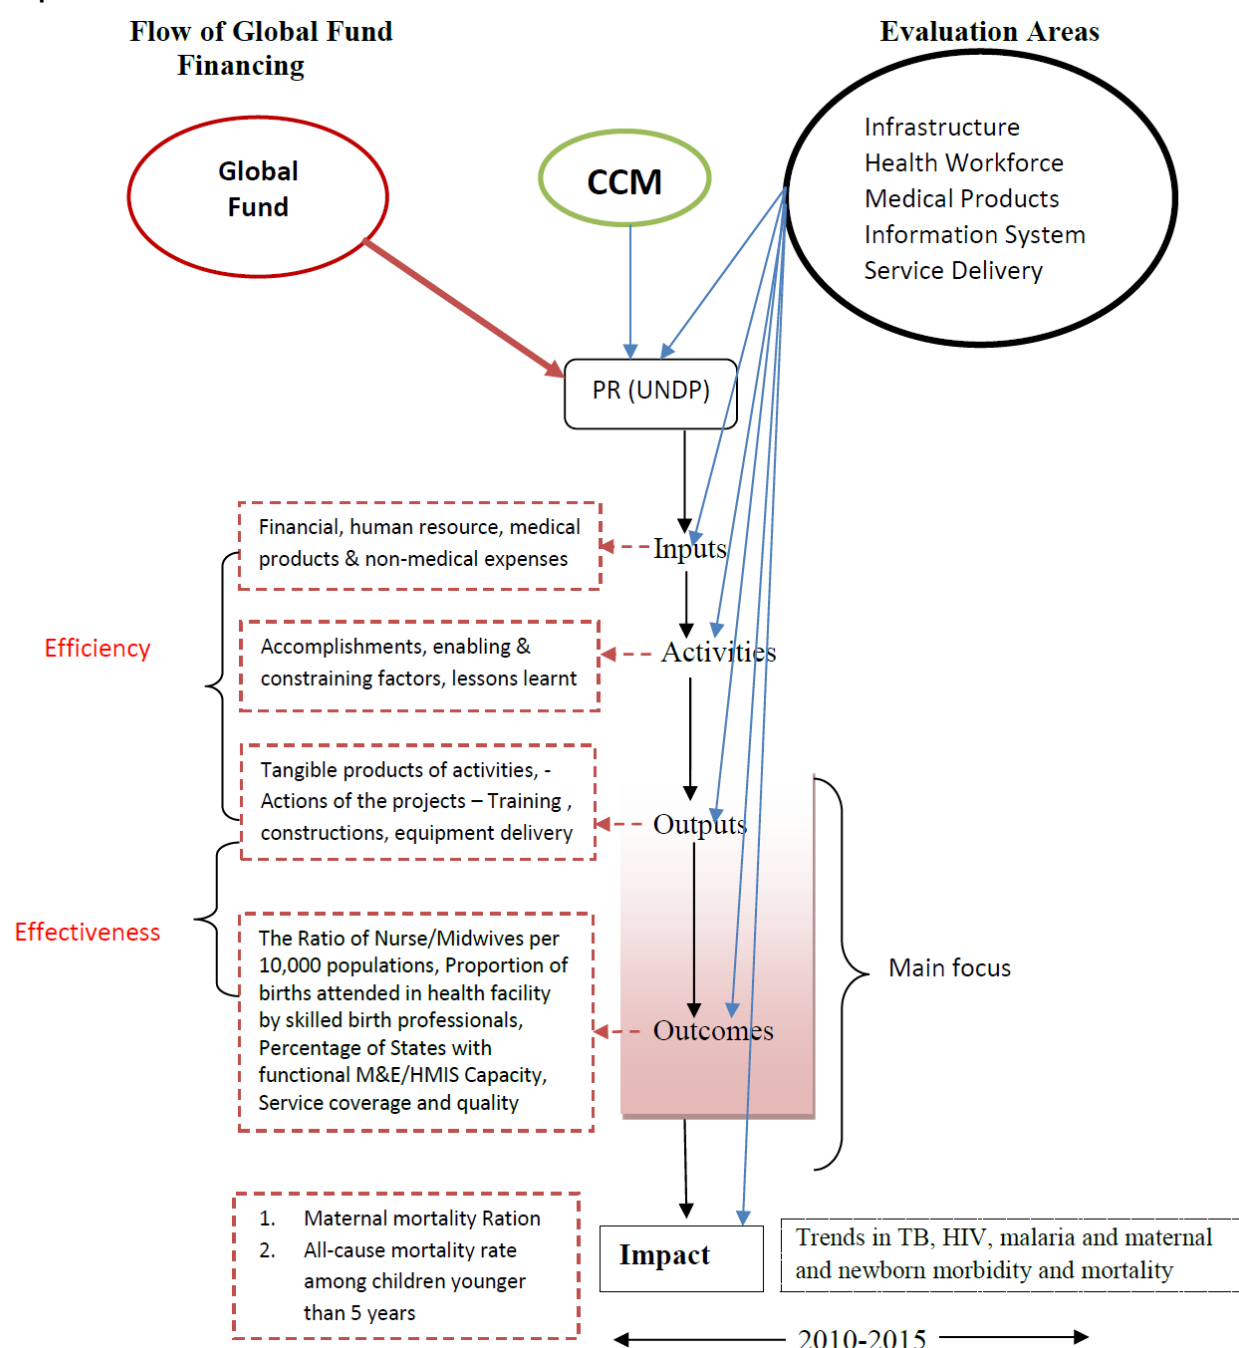 Flow of Global Fund
Financing
Evaluation Areas
Global
Fund
CCM
Infrastructure
Health Workforce
Medical Products
Information System
Service Delivery
PR (UNDP)
Financial, human resource, medical
products & non-medical expenses
Inputs
Efficiency
Accomplishments, enabling &
constraining factors, lessons learnt
Activities
Tangible products of activities, -
Actions of the projects – Training ,
constructions, equipment delivery
Outputs
Effectiveness
The Ratio of Nurse/Midwives per
10,000 populations, Proportion of
births attended in health facility
by skilled birth professionals,
Percentage of States with
functional M&E/HMIS Capacity,
Service coverage and quality
Outcomes
Main focus
1. Maternal mortality Ration
2. All-cause mortality rate
among children younger
than 5 years
Impact
Trends in TB, HIV, malaria and maternal
and newborn morbidity and mortality
2010-2015